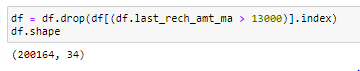 df = df.drop(df[(df.last_rech_amt_ma > 13000)].index)
df.shape
(200164, 34)